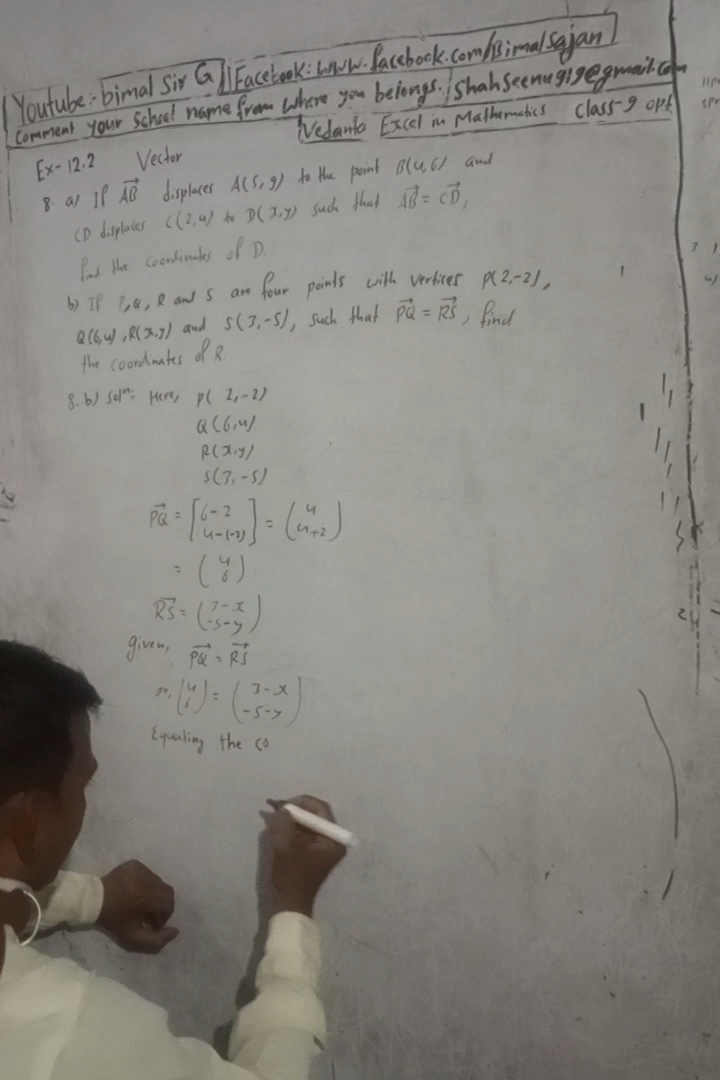 Youtube:- bimal Sir G || Facebook: www.facebook.com/Bimalsajan
Comment your School name from where you belongs. | Shahseenu919@gmail.com
Vedanta Excel in Mathematics Class-9 opt
Ex- 12.2 Vector
8. a) If AB displaces A(5,9) to the point B(4,6) and
CD displaces C(2,4) to D(x,y) such that AB = CD,
find the coordinates of D.
b) If P,Q, R and S are four points with vertices P(2,-2),
Q(6,4), R(x,y) and S(3,-5), such that PQ = RS, find
the coordinates of R.
8. b) Solⁿ: Here, P( 2,-2)
Q(6,4)
R(x,y)
S(3,-5)
PQ = [6-2 4-(-2)] = (4 4+2)
= (4 6)
RS = (3-x -5-y)
given, PQ = RS
or, (4 6) = (3-x -5-y)
Equating the co